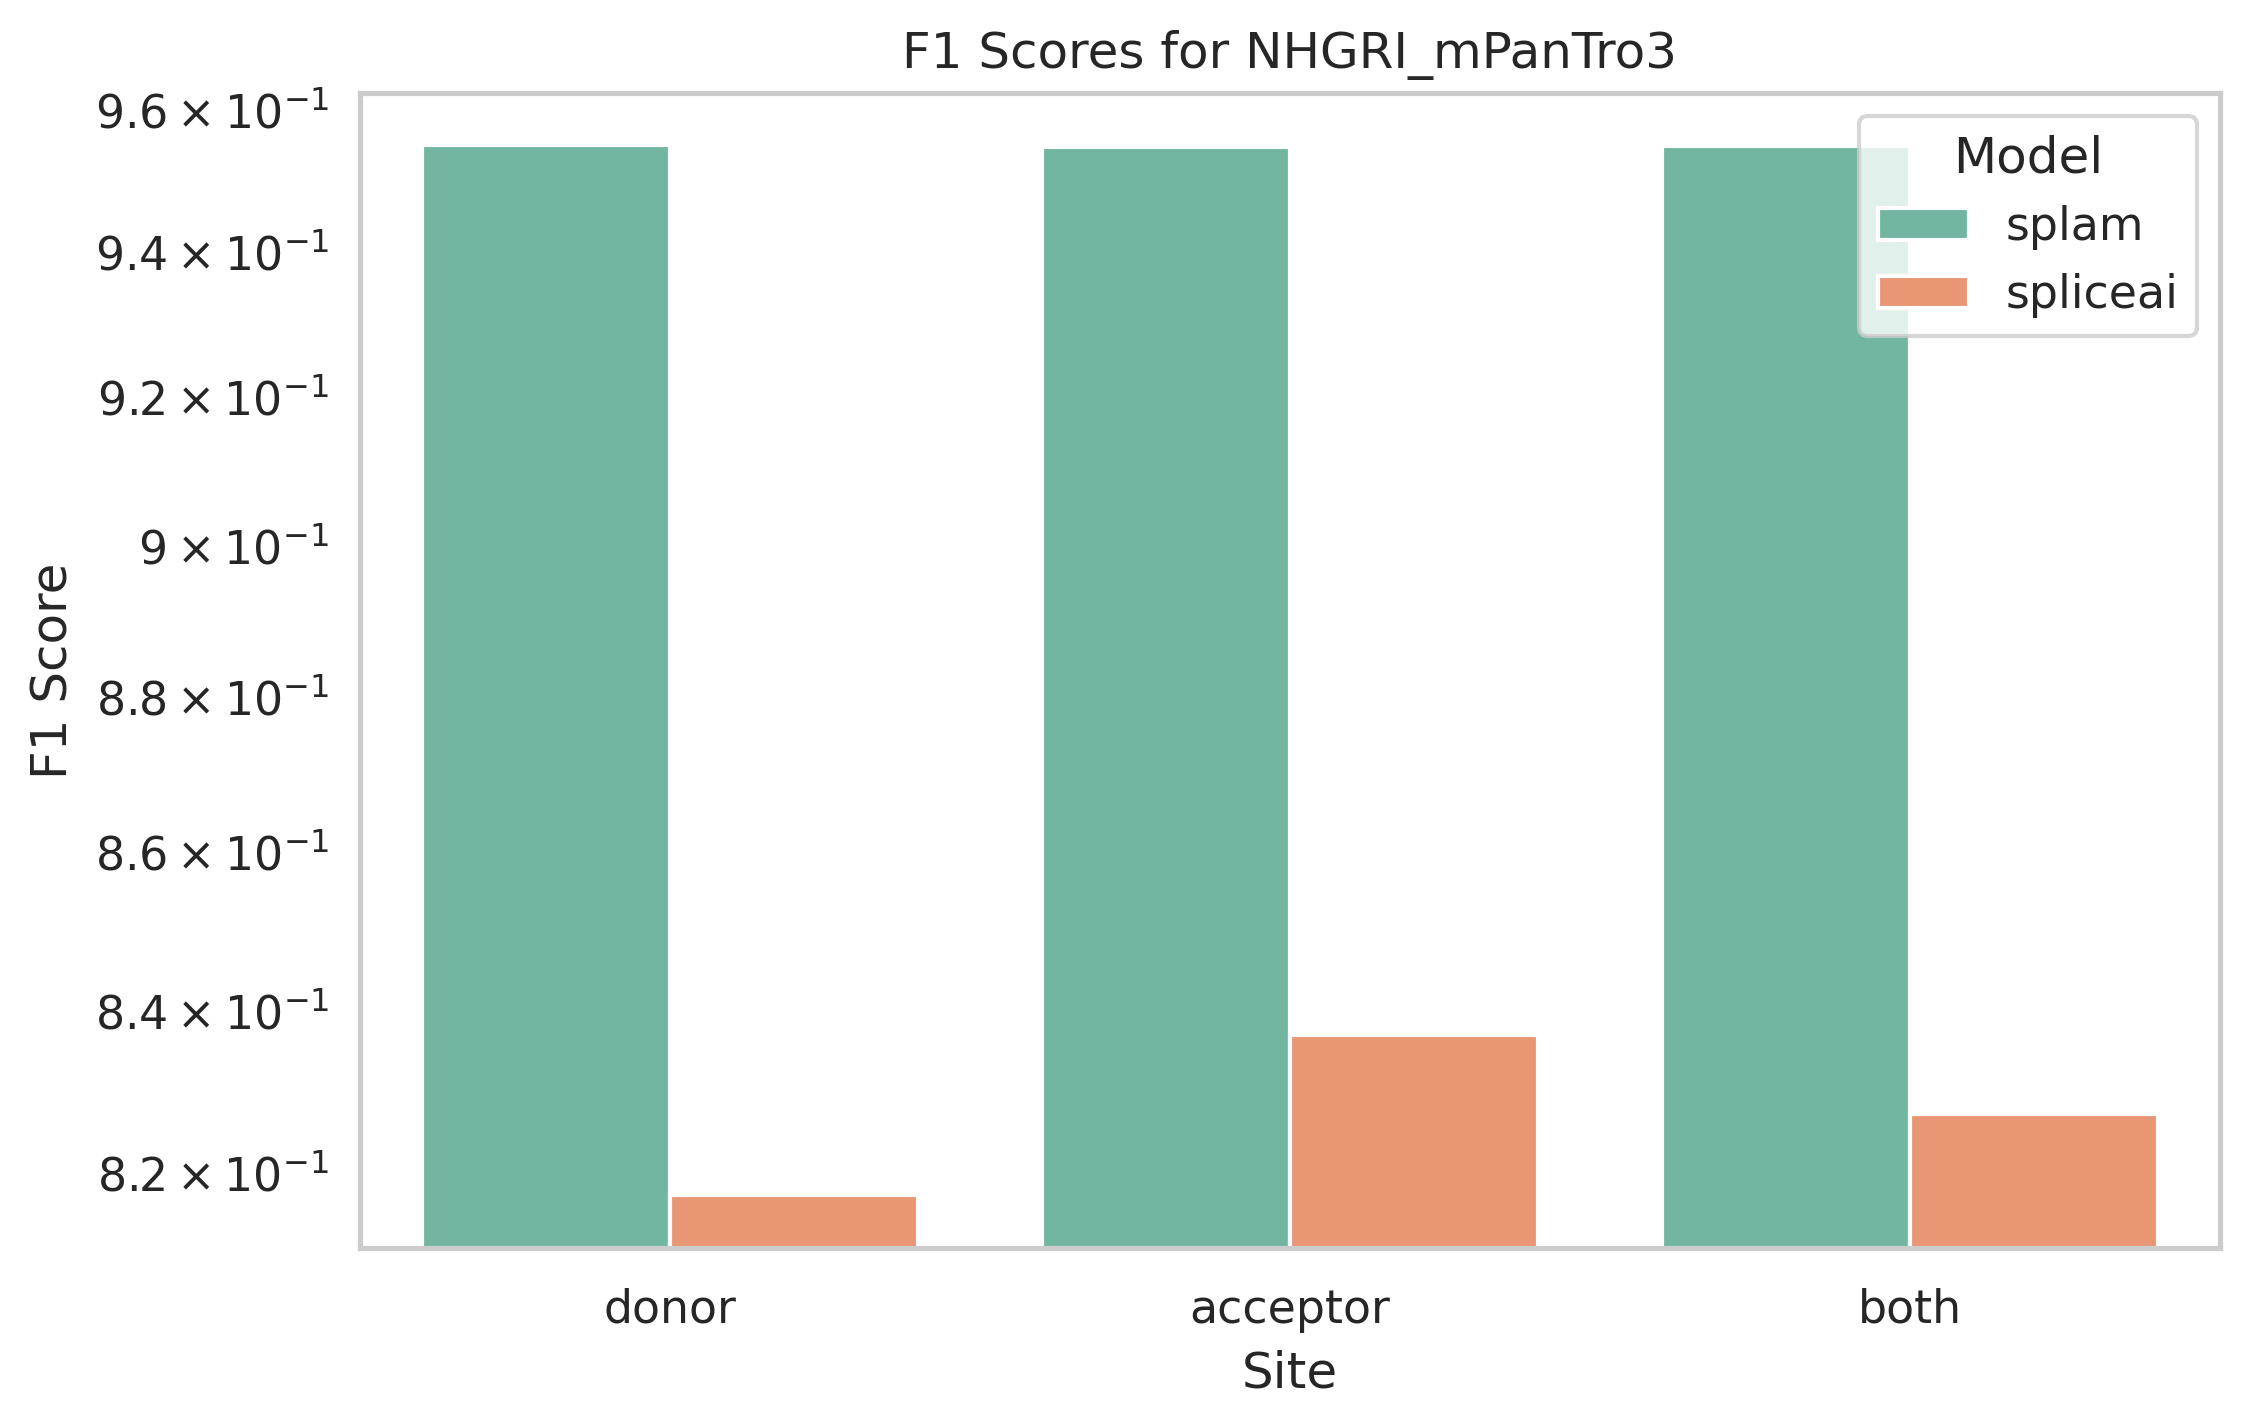 F1 Scores for NHGRI_mPanTro3
9.6 × 10⁻¹
9.4 × 10⁻¹
9.2 × 10⁻¹
9 × 10⁻¹
8.8 × 10⁻¹
8.6 × 10⁻¹
8.4 × 10⁻¹
8.2 × 10⁻¹
F1 Score
Model
splam
spliceai
donor
acceptor
both
Site